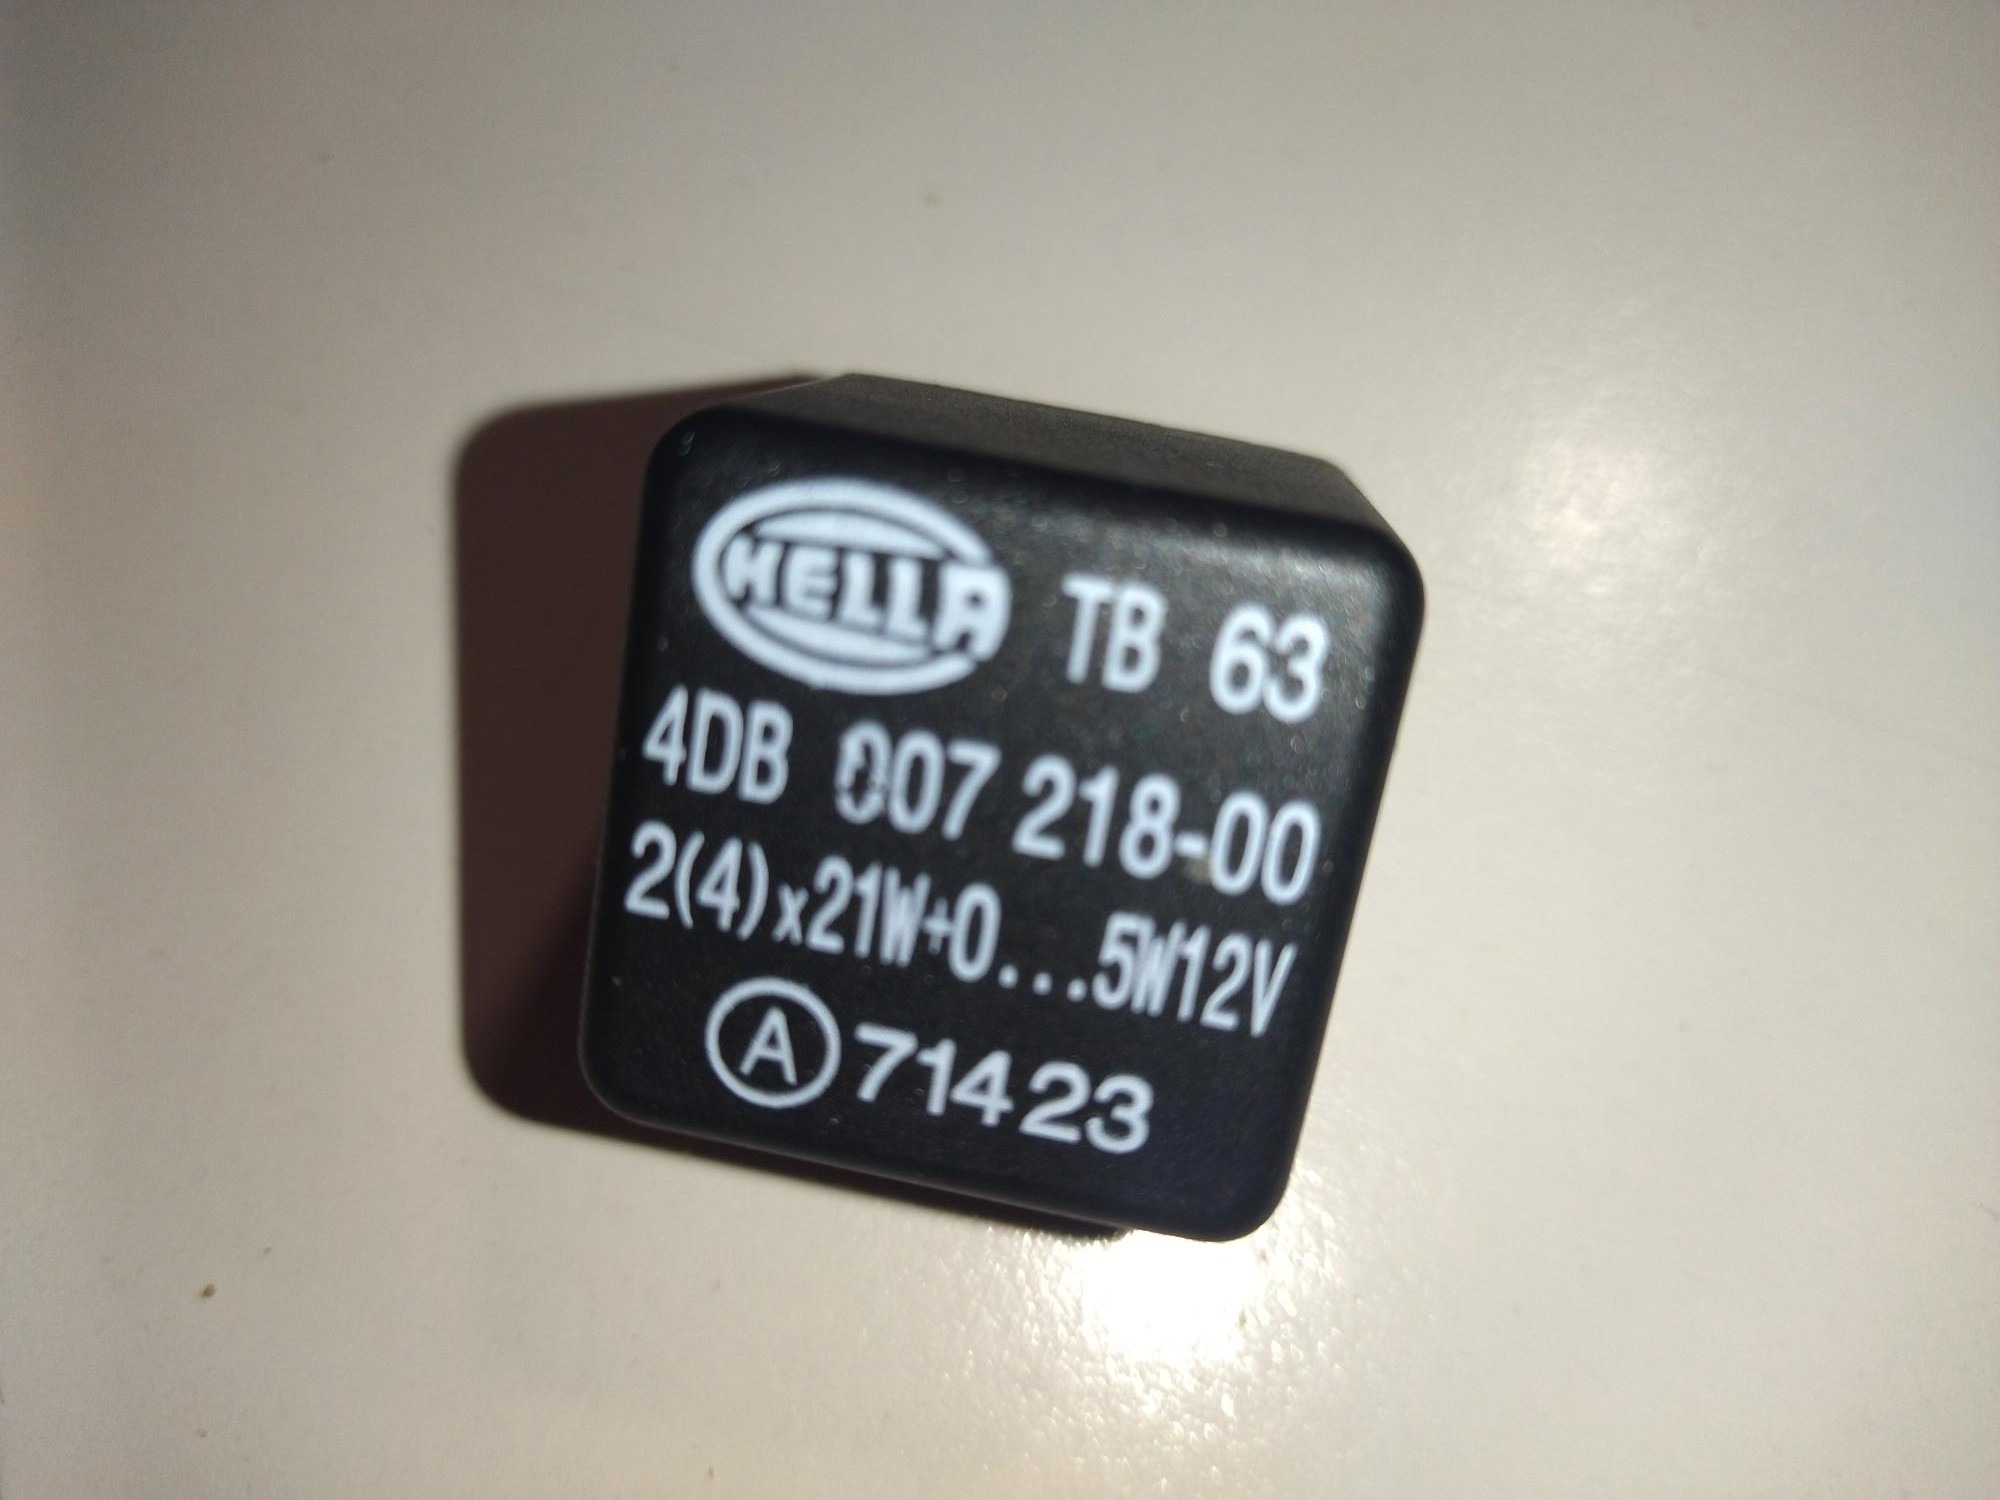 HELLA TB 63
4DB 007 218-00
2(4)x21W+0...5W12V
A 71423